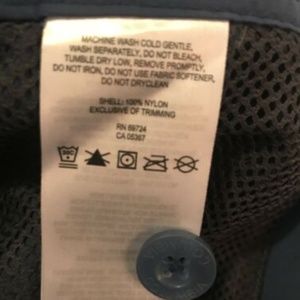 MACHINE WASH COLD GENTLE,
WASH SEPARATELY, DO NOT BLEACH,
TUMBLE DRY LOW, REMOVE PROMPTLY,
DO NOT IRON, DO NOT USE FABRIC SOFTENER,
DO NOT DRYCLEAN
SHELL: 100% NYLON
EXCLUSIVE OF TRIMMING
RN 69724
CA 05367
30C